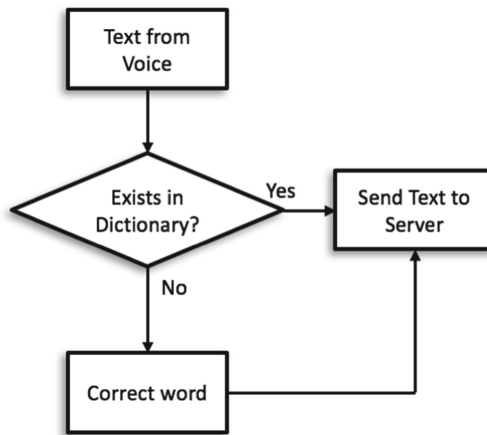 Text from
Voice
Exists in
Dictionary?
Yes
Send Text to
Server
No
Correct word